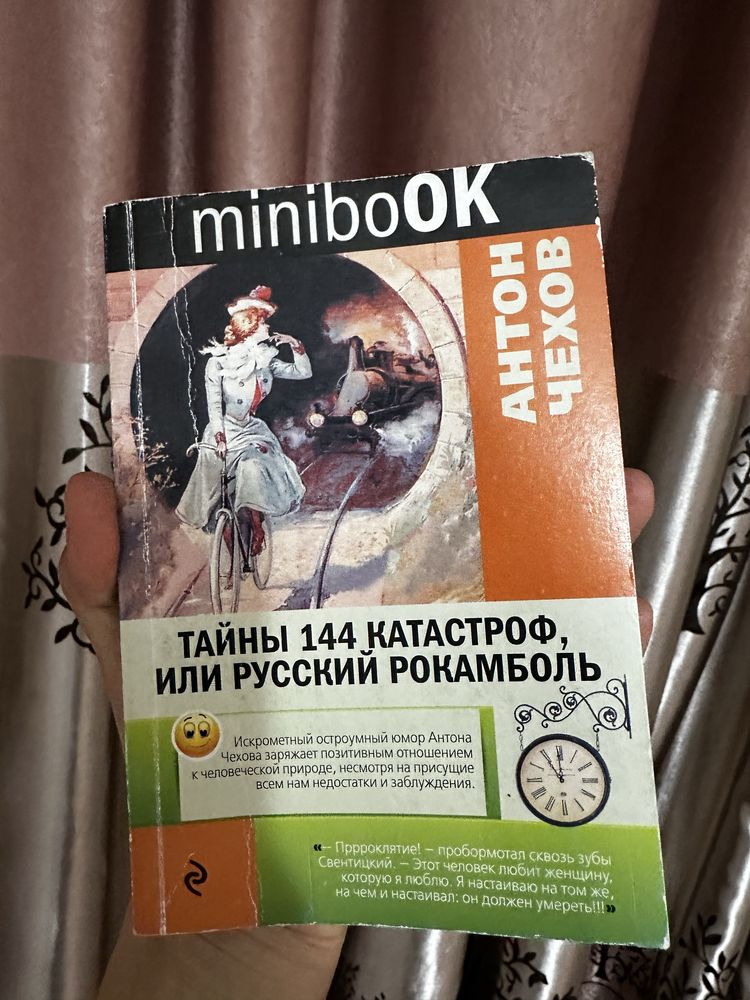 miniboOK
АНТОН
ЧЕХОВ
ТАЙНЫ 144 КАТАСТРОФ,
ИЛИ РУССКИЙ РОКАМБОЛЬ
Искрометный остроумный юмор Антона
Чехова заряжает позитивным отношением
к человеческой природе, несмотря на присущие
всем нам недостатки и заблуждения.
«-- Пррроклятие! – пробормотал сквозь зубы
Свентицкий. – Этот человек любит женщину,
которую я люблю. Я настаиваю на том же,
на чем и настаивал: он должен умереть!!!»